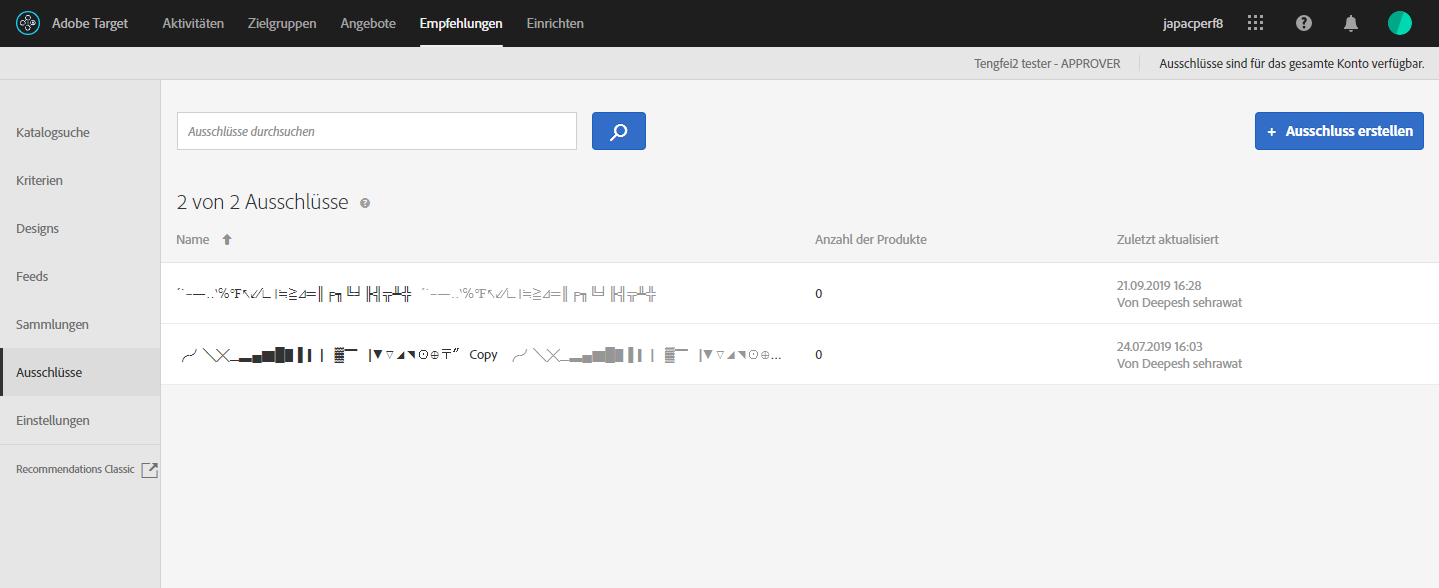 Adobe Target
Aktivitäten
Zielgruppen
Angebote
Empfehlungen
Einrichten
japacperf8
Tengfei2 tester - APPROVER
Ausschlüsse sind für das gesamte Konto verfügbar.
Katalogsuche
Kriterien
Designs
Feeds
Sammlungen
Ausschlüsse
Einstellungen
Recommendations Classic
Ausschlüsse durchsuchen
+ Ausschluss erstellen
2 von 2 Ausschlüsse
Name
Anzahl der Produkte
Zuletzt aktualisiert
0
21.09.2019 16:28
Von Deepesh sehrawat
Copy
0
24.07.2019 16:03
Von Deepesh sehrawat